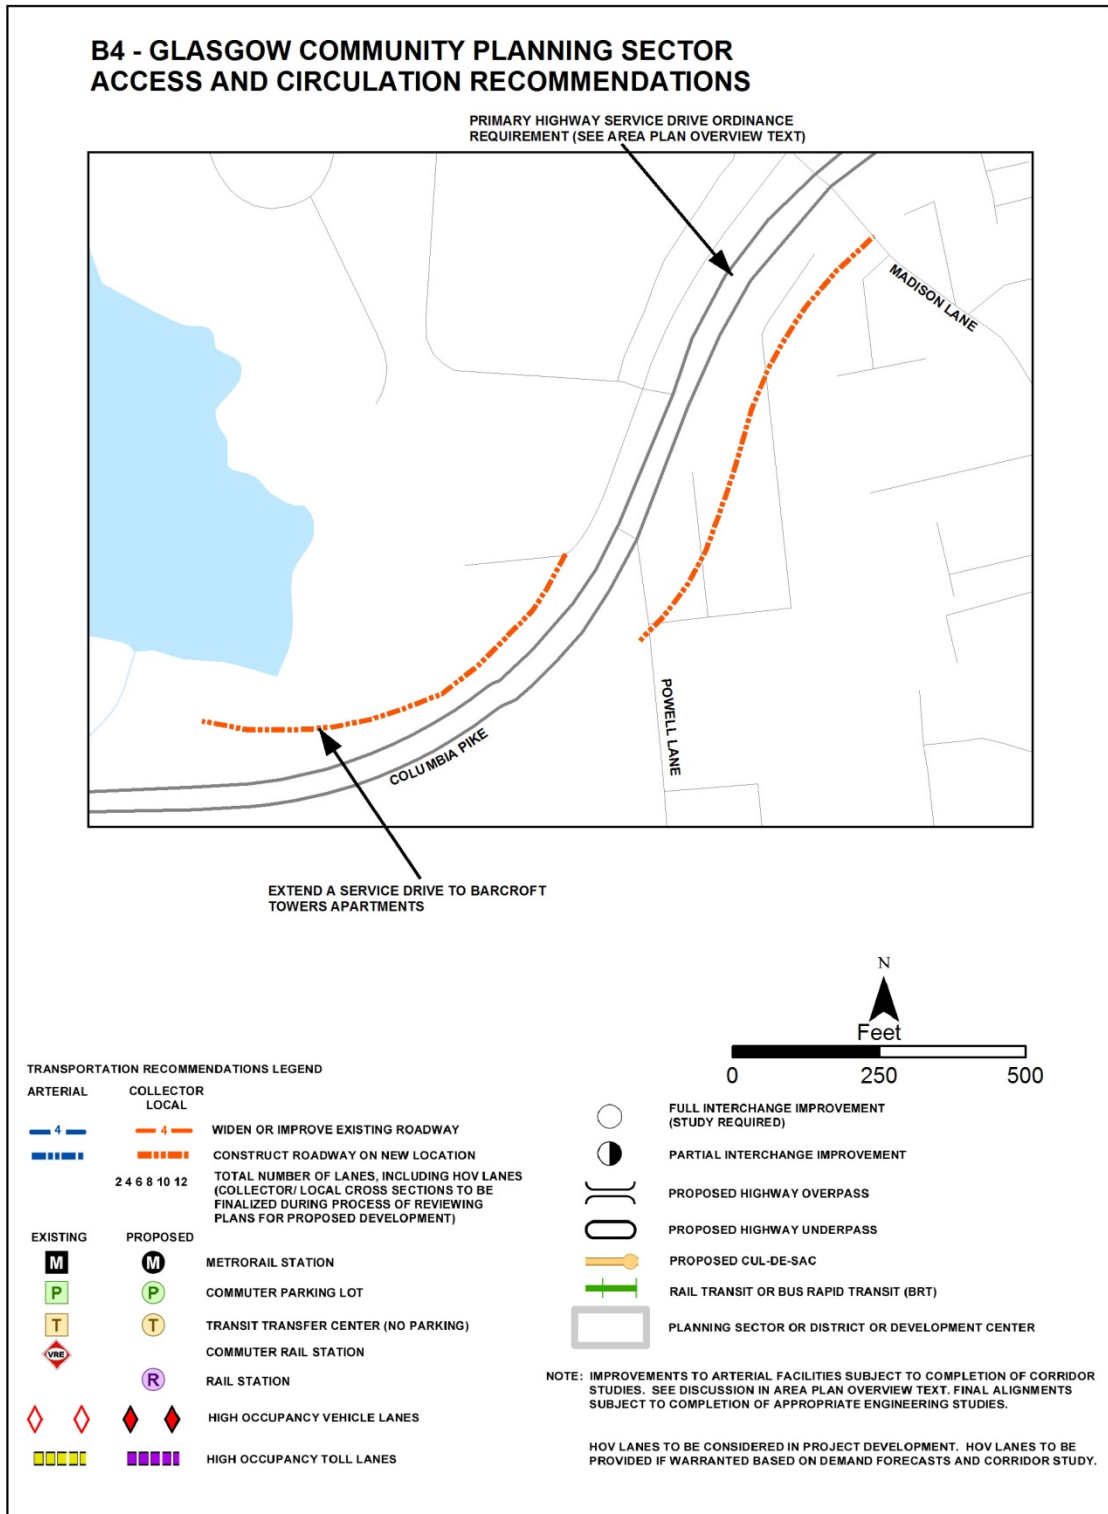 B4 - GLASGOW COMMUNITY PLANNING SECTOR
ACCESS AND CIRCULATION RECOMMENDATIONS
PRIMARY HIGHWAY SERVICE DRIVE ORDINANCE
REQUIREMENT (SEE AREA PLAN OVERVIEW TEXT)
MADISON LANE
POWELL LANE
COLUMBIA PIKE
EXTEND A SERVICE DRIVE TO BARCROFT
TOWERS APARTMENTS
N
Feet
0 250 500
TRANSPORTATION RECOMMENDATIONS LEGEND
ARTERIAL
COLLECTOR
LOCAL
4 4 WIDEN OR IMPROVE EXISTING ROADWAY
CONSTRUCT ROADWAY ON NEW LOCATION
2 4 6 8 10 12 TOTAL NUMBER OF LANES, INCLUDING HOV LANES
(COLLECTOR/ LOCAL CROSS SECTIONS TO BE
FINALIZED DURING PROCESS OF REVIEWING
PLANS FOR PROPOSED DEVELOPMENT)
EXISTING PROPOSED
M M METRORAIL STATION
P P COMMUTER PARKING LOT
T T TRANSIT TRANSFER CENTER (NO PARKING)
VRE COMMUTER RAIL STATION
R RAIL STATION
HIGH OCCUPANCY VEHICLE LANES
HIGH OCCUPANCY TOLL LANES
FULL INTERCHANGE IMPROVEMENT
(STUDY REQUIRED)
PARTIAL INTERCHANGE IMPROVEMENT
PROPOSED HIGHWAY OVERPASS
PROPOSED HIGHWAY UNDERPASS
PROPOSED CUL-DE-SAC
RAIL TRANSIT OR BUS RAPID TRANSIT (BRT)
PLANNING SECTOR OR DISTRICT OR DEVELOPMENT CENTER
NOTE: IMPROVEMENTS TO ARTERIAL FACILITIES SUBJECT TO COMPLETION OF CORRIDOR
STUDIES. SEE DISCUSSION IN AREA PLAN OVERVIEW TEXT. FINAL ALIGNMENTS
SUBJECT TO COMPLETION OF APPROPRIATE ENGINEERING STUDIES.
HOV LANES TO BE CONSIDERED IN PROJECT DEVELOPMENT. HOV LANES TO BE
PROVIDED IF WARRANTED BASED ON DEMAND FORECASTS AND CORRIDOR STUDY.